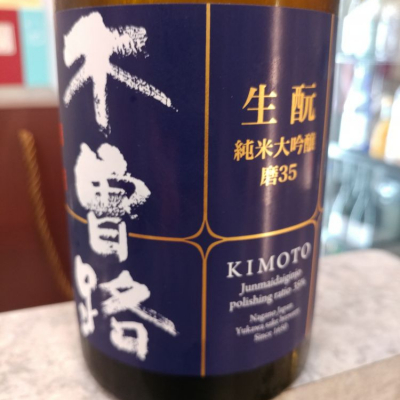 木曽路
生酛
純米大吟醸
磨35
KIMOTO
Junmaidaiginjo
polishing ratio 35%
Nagano Japan
Yukawa sake brewery
Since 1650